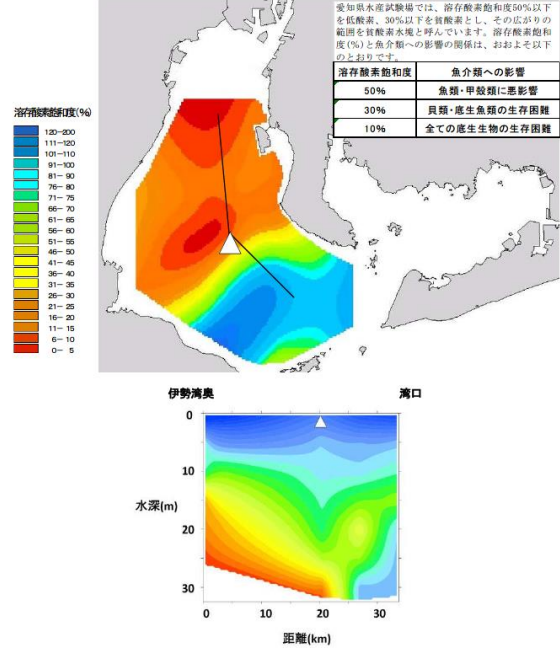 愛知県水産試験場では、溶存酸素飽和度50%以下
を低酸素、30%以下を貧酸素とし、その広がりの
範囲を貧酸素水塊と呼んでいます。溶存酸素飽和
度(%)と魚介類への影響の関係は、おおよそ以下
のとおりです。
溶存酸素飽和度 魚介類への影響
50% 魚類・甲殻類に悪影響
30% 貝類・底生魚類の生存困難
10% 全ての底生生物の生存困難
溶存酸素飽和度(%)
120-200
111-120
101-110
91-100
81- 90
76- 80
71- 75
66- 70
61- 65
56- 60
51- 55
46- 50
41- 45
36- 40
31- 35
26- 30
21- 25
16- 20
11- 15
6- 10
0- 5
伊勢湾奥 湾口
0
10
水深(m)
20
30
0 10 20 30
距離(km)